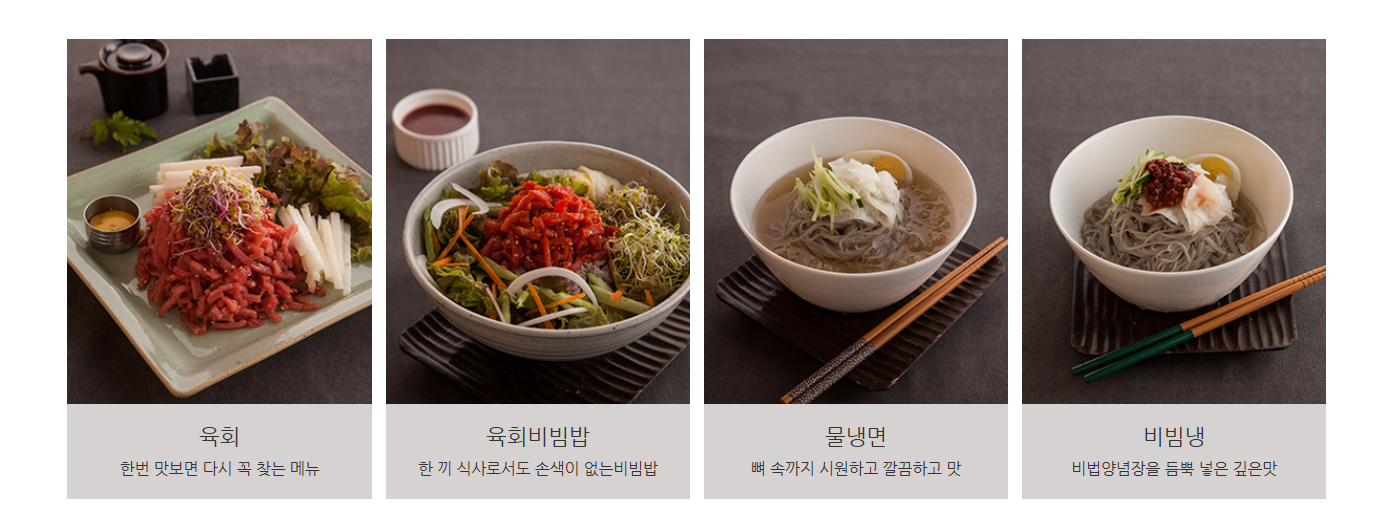 육회
한번 맛보면 다시 꼭 찾는 메뉴
육회비빔밥
한 끼 식사로서도 손색이 없는비빔밥
물냉면
뼈 속까지 시원하고 깔끔하고 맛
비빔냉
비법양념장을 듬뿍 넣은 깊은맛